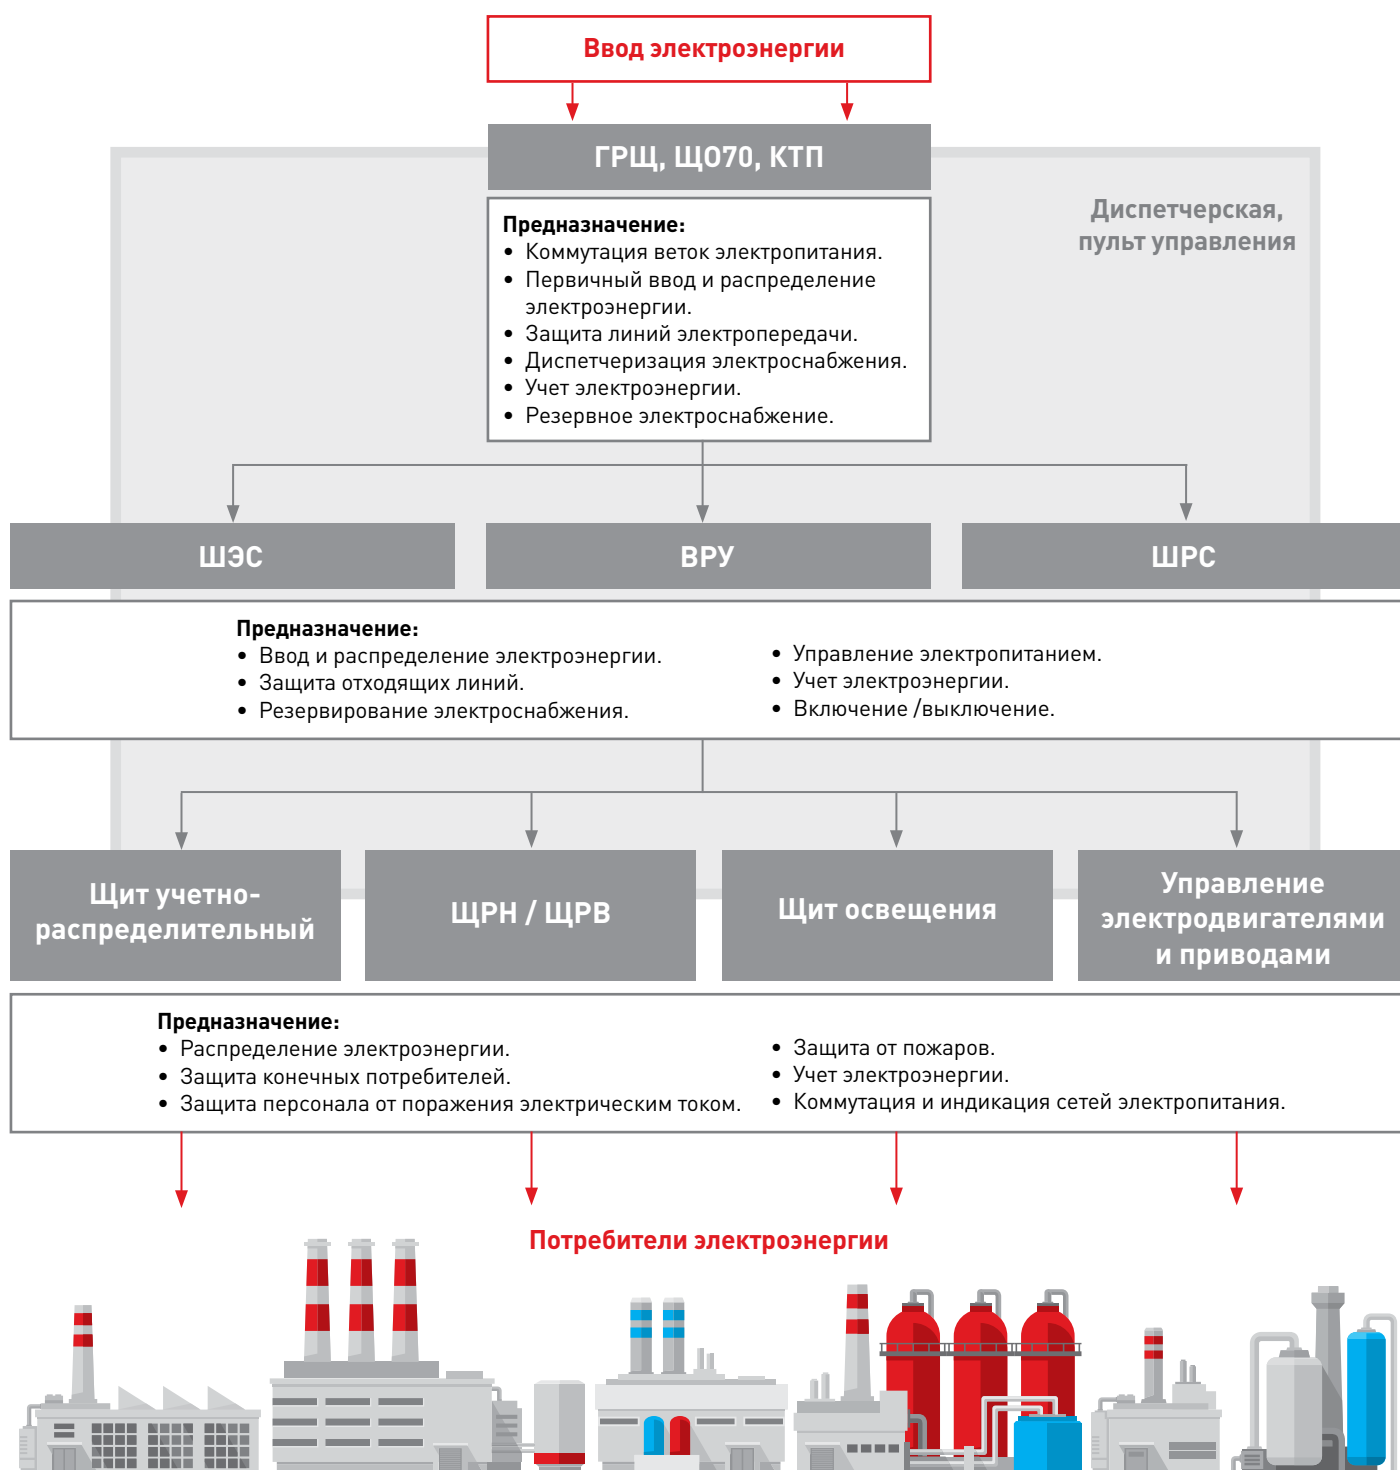 Ввод электроэнергии
ГРЩ, ЩО70, КТП
Диспетчерская,
пульт управления
Предназначение:
• Коммутация веток электропитания.
• Первичный ввод и распределение
электроэнергии.
• Защита линий электропередачи.
• Диспетчеризация электроснабжения.
• Учет электроэнергии.
• Резервное электроснабжение.
ШЭС
ВРУ
ШРС
Предназначение:
• Ввод и распределение электроэнергии.
• Защита отходящих линий.
• Резервирование электроснабжения.
• Управление электропитанием.
• Учет электроэнергии.
• Включение /выключение.
Щит учетно-
распределительный
ЩРН / ЩРВ
Щит освещения
Управление
электродвигателями
и приводами
Предназначение:
• Распределение электроэнергии.
• Защита конечных потребителей.
• Защита персонала от поражения электрическим током.
• Защита от пожаров.
• Учет электроэнергии.
• Коммутация и индикация сетей электропитания.
Потребители электроэнергии